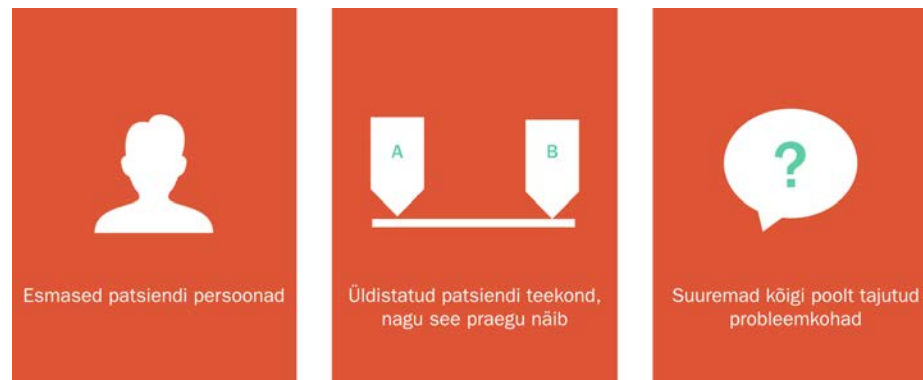 A
B
?
Esmased patsiendi persoonad
Üldistatud patsiendi teekond,
nagu see praegu näib
Suuremad kõigi poolt tajutud
probleemkohad